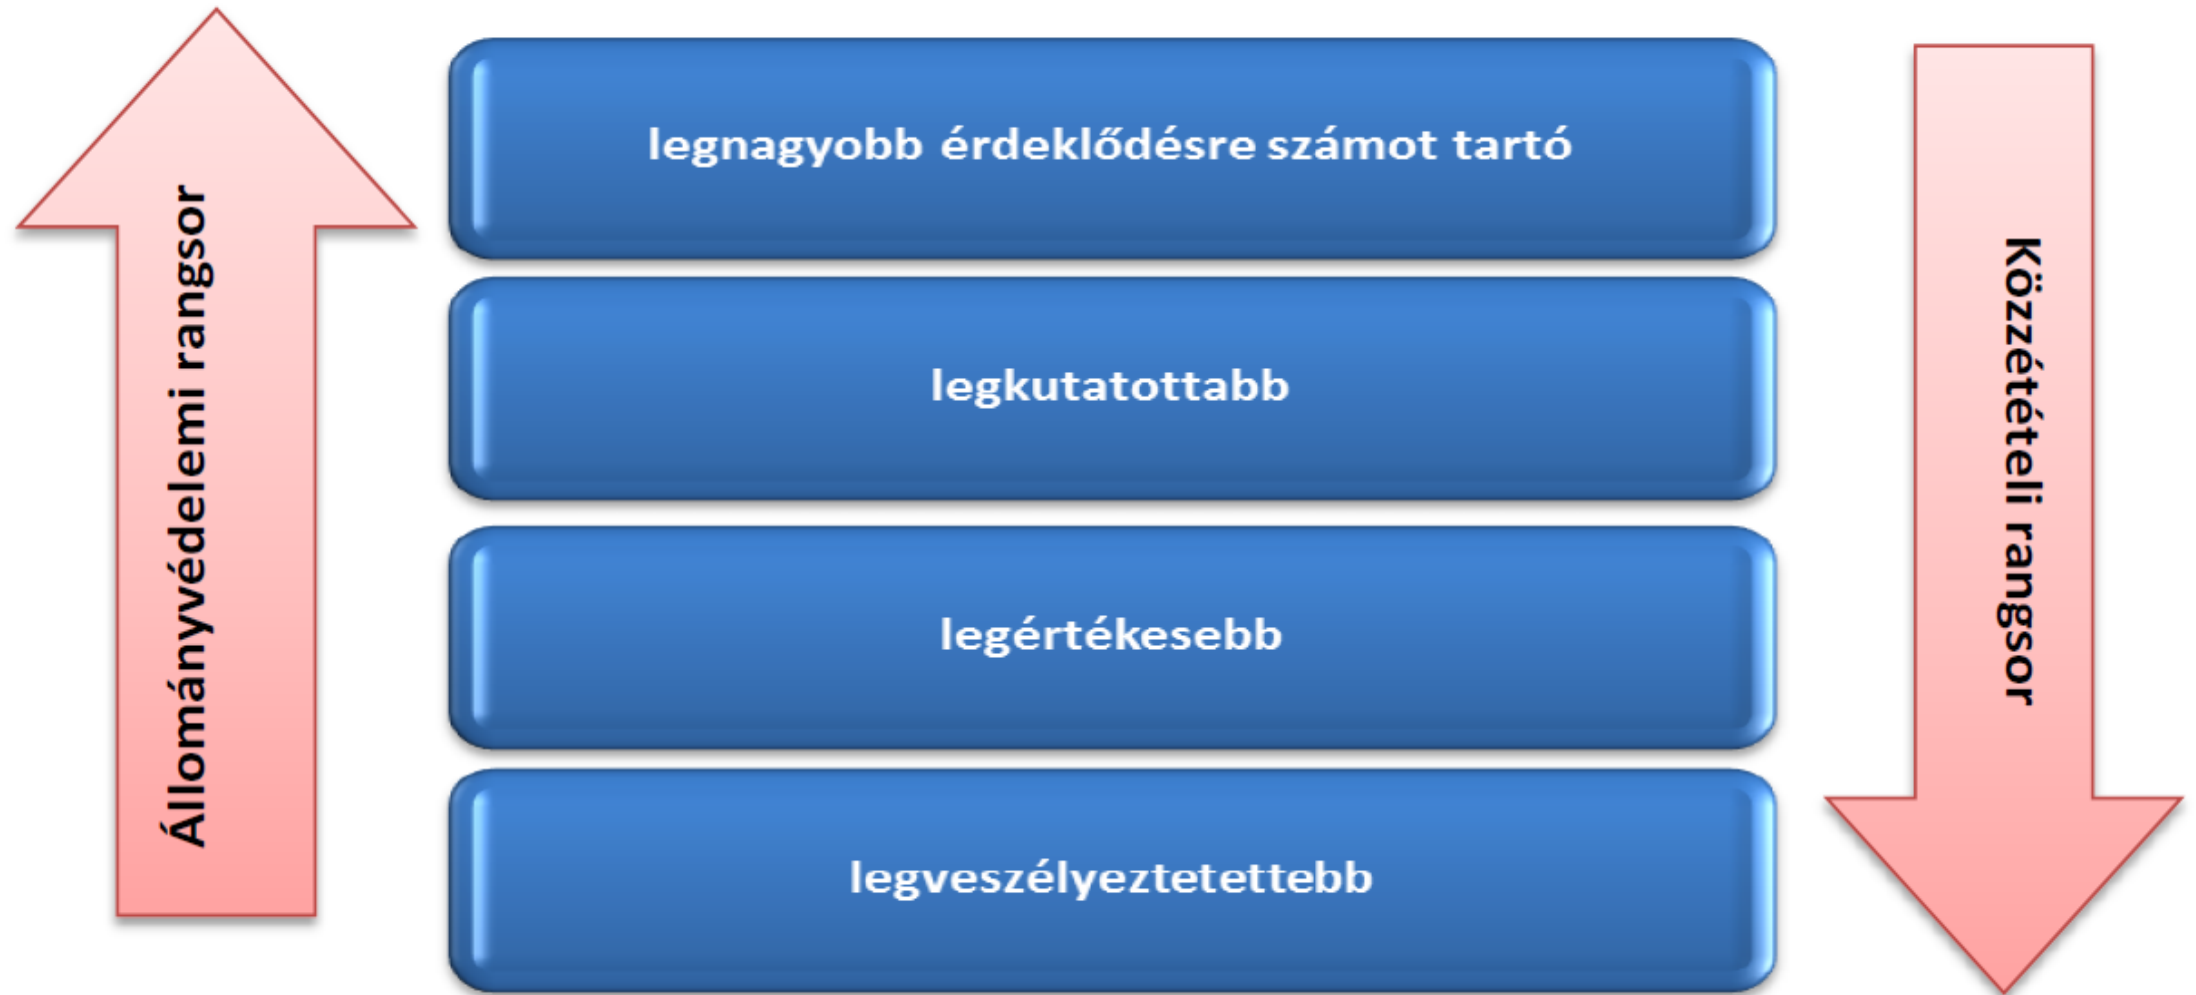 Állományvédelemi rangsor
legnagyobb érdeklődésre számot tartó
legkutatottabb
legértékesebb
legveszélyeztetettebb
Közzétételi rangsor